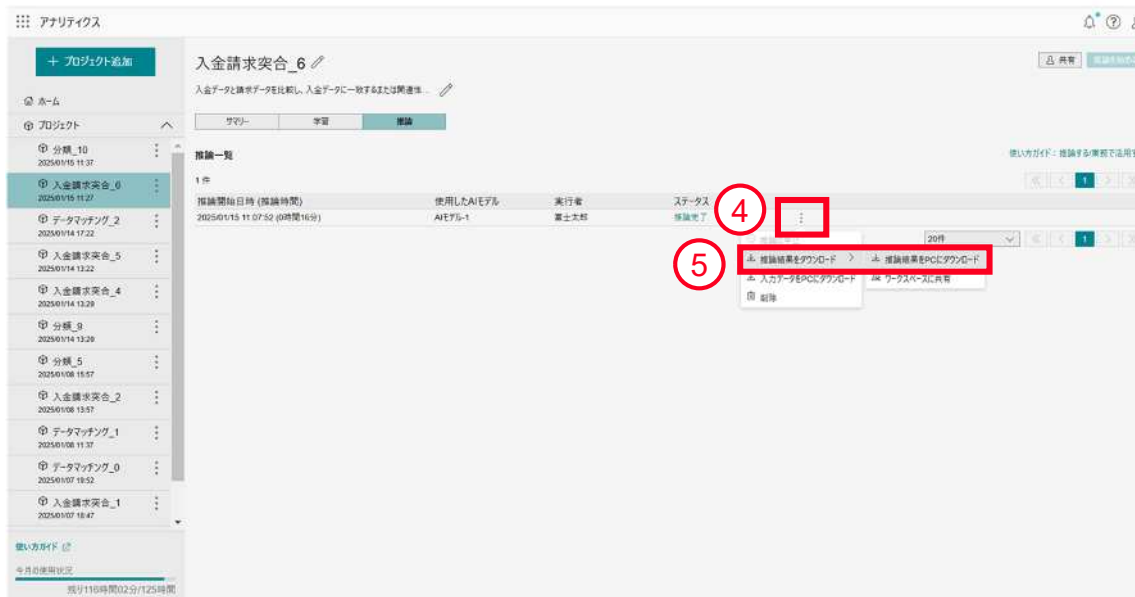 アナリティクス
＋ プロジェクト追加
ホーム
プロジェクト
分類_10
2025/01/15 11:37
入金請求突合_6
2025/01/15 11:27
データマッチング_2
2025/01/14 17:22
入金請求突合_5
2025/01/14 13:22
入金請求突合_4
2025/01/14 13:20
分類_9
2025/01/14 13:20
分類_5
2025/01/08 15:57
入金請求突合_2
2025/01/08 13:57
データマッチング_1
2025/01/08 11:37
データマッチング_0
2025/01/07 19:52
入金請求突合_1
2025/01/07 18:47
使い方ガイド
今月の使用状況
残り116時間02分/125時間
入金請求突合_6
共有
入金データと請求データを比較し、入金データに一致するまたは関連性...
サマリー 学習 推論
推論一覧
使い方ガイド：推論する/業務で活用す
1 件
1
推論開始日時 (推論時間) 使用したAIモデル 実行者 ステータス
2025/01/15 11:07:52 (0時間16分) AIモデル-1 富士太郎 推論完了
④
20件
1
⑤
推論結果をダウンロード
推論結果をPCにダウンロード
入力データをPCにダウンロード
ワークスペースに共有
削除